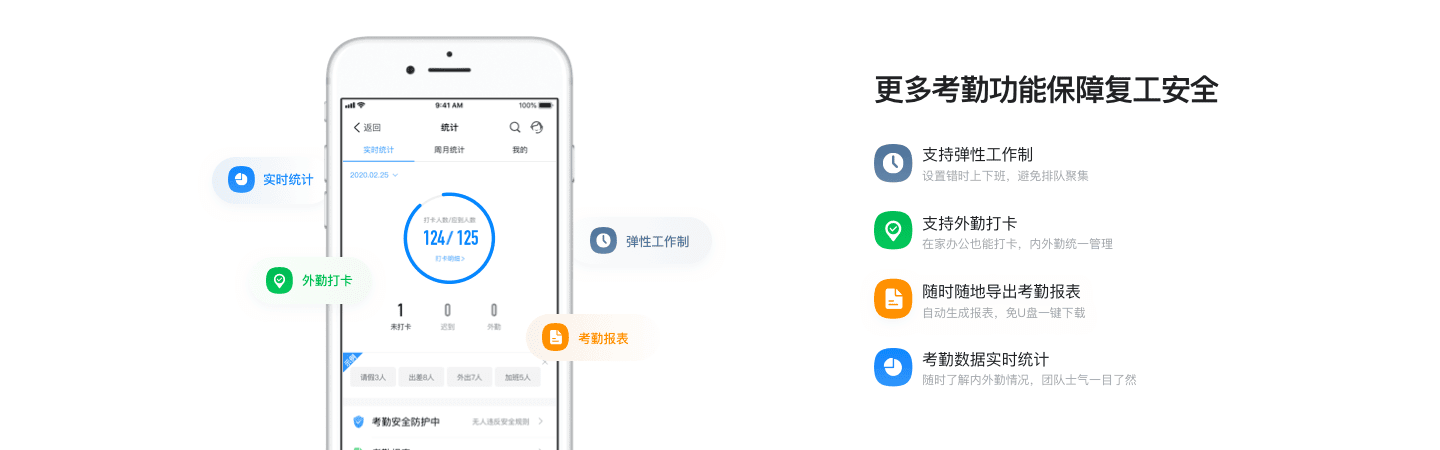 9:41 AM
100%
返回
统计
实时统计
周月统计
我的
2020.02.25
打卡人数/应到人数
124/ 125
打卡明细
1
0
0
未打卡
迟到
外勤
示例
请假3人
出差8人
外出7人
加班5人
考勤安全防护中
无人违反安全规则
实时统计
外勤打卡
弹性工作制
考勤报表
更多考勤功能保障复工安全
支持弹性工作制
设置错时上下班，避免排队聚集
支持外勤打卡
在家办公也能打卡，内外勤统一管理
随时随地导出考勤报表
自动生成报表，免U盘一键下载
考勤数据实时统计
随时了解内外勤情况，团队士气一目了然